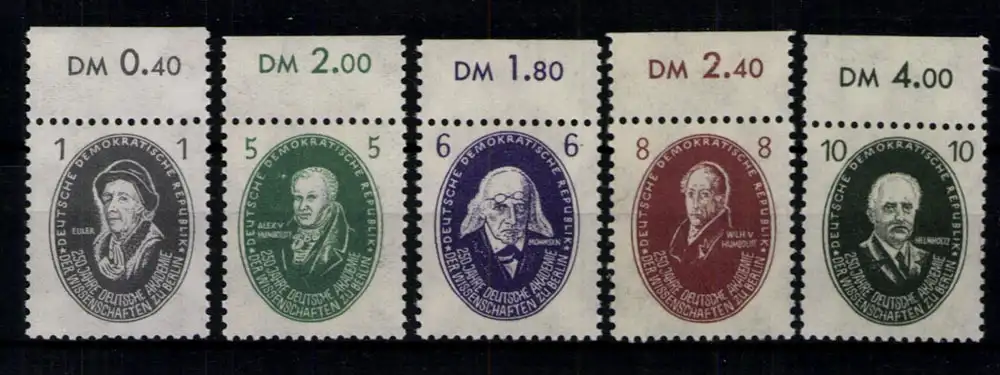 DM 0.40
1 1
DEUTSCHE DEMOKRATISCHE REPUBLIK
EULER
250 JAHRE DEUTSCHE AKADEMIE
DER WISSENSCHAFTEN ZU BERLIN
DM 2.00
5 5
DEUTSCHE DEMOKRATISCHE REPUBLIK
ALEX V.
HUMBOLDT
250 JAHRE DEUTSCHE AKADEMIE
DER WISSENSCHAFTEN ZU BERLIN
DM 1.80
6 6
DEUTSCHE DEMOKRATISCHE REPUBLIK
MOMMSEN
250 JAHRE DEUTSCHE AKADEMIE
DER WISSENSCHAFTEN ZU BERLIN
DM 2.40
8 8
DEUTSCHE DEMOKRATISCHE REPUBLIK
WILH. V.
HUMBOLDT
250 JAHRE DEUTSCHE AKADEMIE
DER WISSENSCHAFTEN ZU BERLIN
DM 4.00
10 10
DEUTSCHE DEMOKRATISCHE REPUBLIK
HELMHOLTZ
250 JAHRE DEUTSCHE AKADEMIE
DER WISSENSCHAFTEN ZU BERLIN